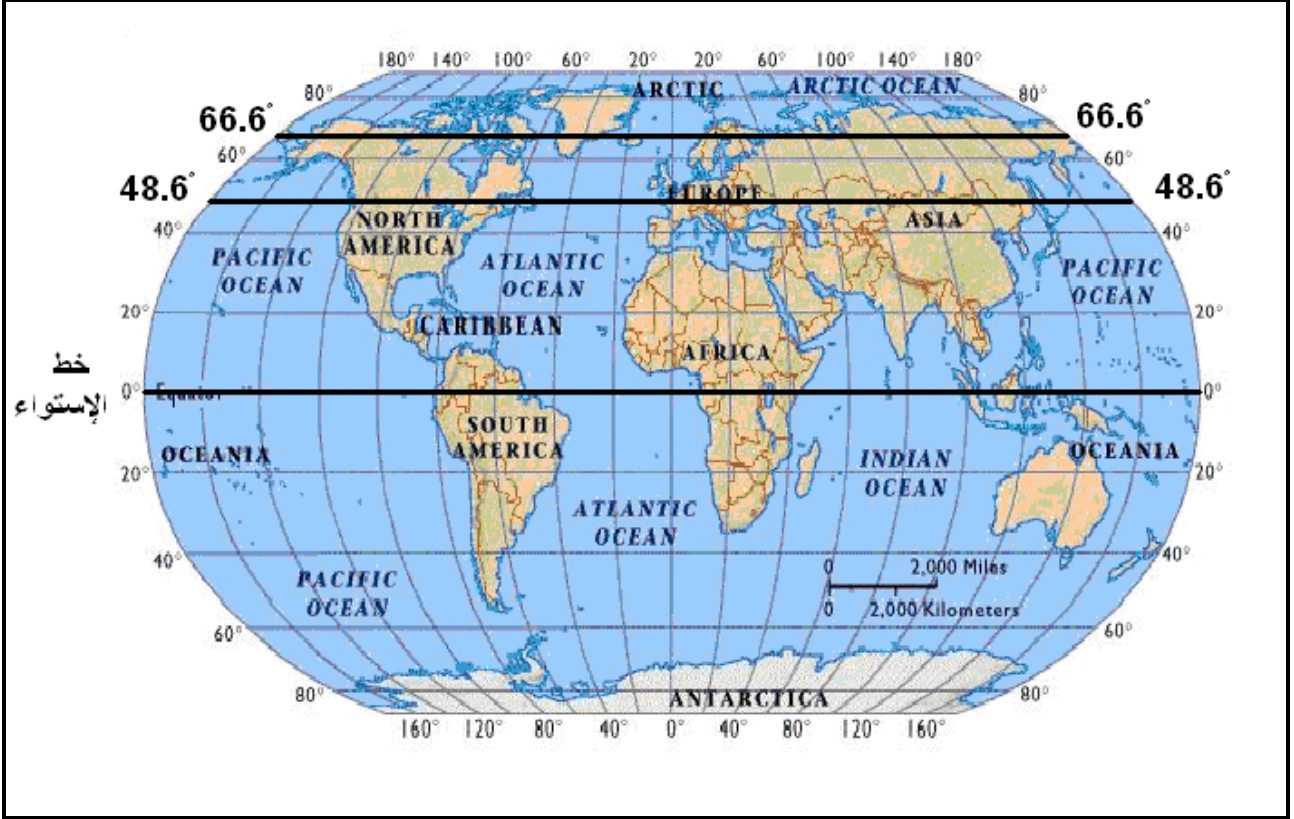 180° 140° 100° 60° 20° 20° 60° 100° 140° 180°
80° ARCTIC ARCTIC OCEAN 80°
66.6° 66.6°
60° 60°
48.6° EUROPE 48.6°
NORTH
AMERICA
ASIA
40° 40°
PACIFIC
OCEAN
ATLANTIC
OCEAN
PACIFIC
OCEAN
20° 20°
CARIBBEAN
AFRICA
خط
الإستواء
0° Equator 0°
SOUTH
AMERICA
OCEANIA
OCEANIA
20° 20°
INDIAN
OCEAN
ATLANTIC
OCEAN
40° 40°
0 2,000 Miles
0 2,000 Kilometers
PACIFIC
OCEAN
60° 60°
80° ANTARCTICA 80°
160° 120° 80° 40° 0° 40° 80° 120° 160°